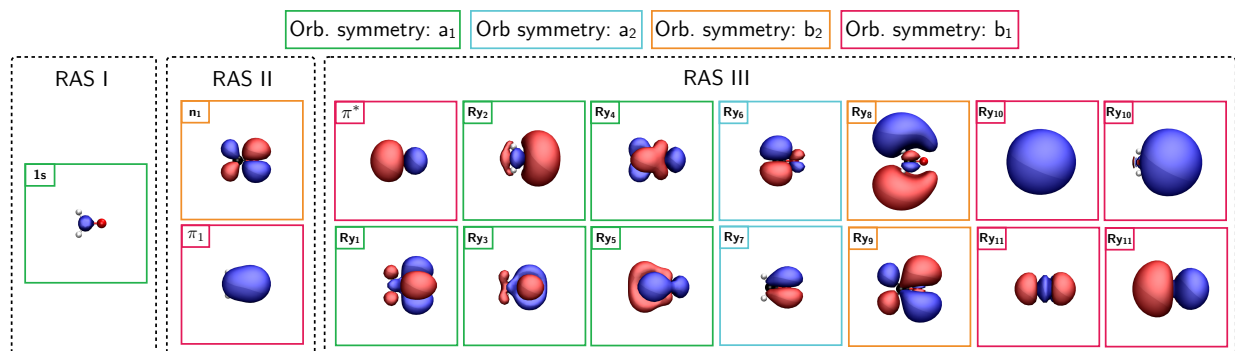 Orb. symmetry: a₁ Orb symmetry: a₂ Orb. symmetry: b₂ Orb. symmetry: b₁
RAS I RAS II RAS III
n₁ π* Ry₂ Ry₄ Ry₆ Ry₈ Ry₁₀ Ry₁₀
1s
π₁ Ry₁ Ry₃ Ry₅ Ry₇ Ry₉ Ry₁₁ Ry₁₁